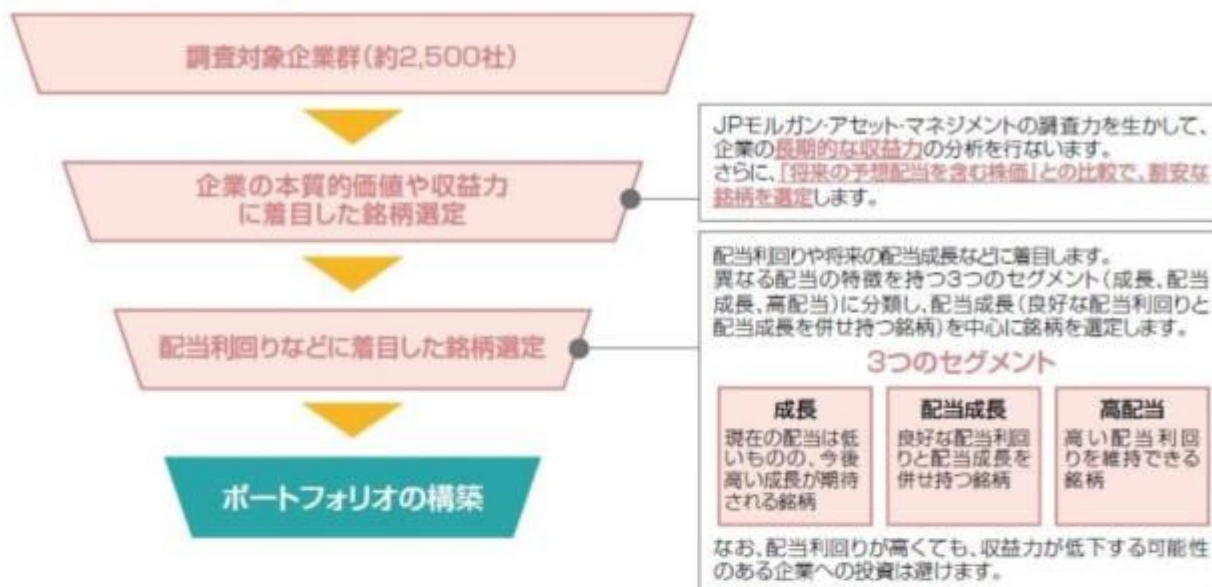 調査対象企業群(約2,500社)
企業の本質的価値や収益力
に着目した銘柄選定
JPモルガン・アセット・マネジメントの調査力を生かして、
企業の長期的な収益力の分析を行ないます。
さらに、「将来の予想配当を含む株価」との比較で、割安な
銘柄を選定します。
配当利回りなどに着目した銘柄選定
配当利回りや将来の配当成長などに着目します。
異なる配当の特徴を持つ3つのセグメント(成長、配当
成長、高配当)に分類し、配当成長(良好な配当利回りと
配当成長を併せ持つ銘柄)を中心に銘柄を選定します。
3つのセグメント
成長
現在の配当は低
いものの、今後
高い成長が期待
される銘柄
配当成長
良好な配当利回
りと配当成長を
併せ持つ銘柄
高配当
高い配当利回
りを維持できる
銘柄
なお、配当利回りが高くても、収益力が低下する可能性
のある企業への投資は避けます。
ポートフォリオの構築